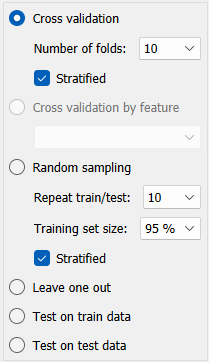 Cross validation
Number of folds: 10
Stratified
Cross validation by feature
Random sampling
Repeat train/test: 10
Training set size: 95 %
Stratified
Leave one out
Test on train data
Test on test data